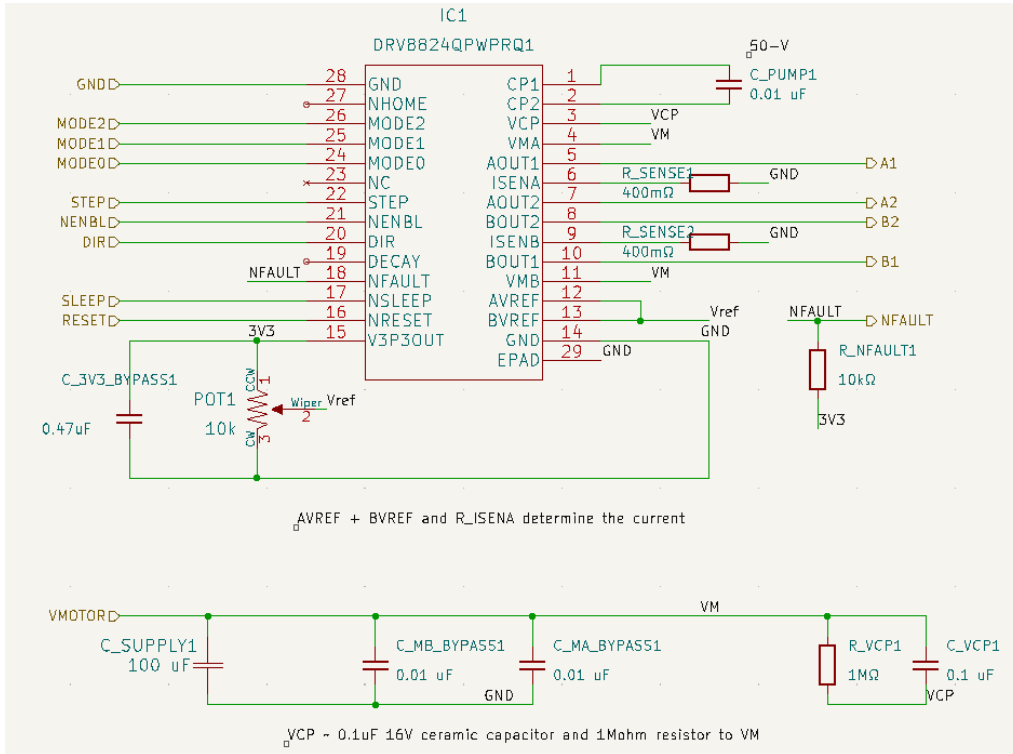 IC1
DRV8824QPWPRQ1
GND 28 GND CP1 1
27 NHOME CP2 2
MODE2 26 MODE2 VCP 3 VCP
MODE1 25 MODE1 VMA 4 VM
MODE0 24 MODE0 AOUT1 5 A1
23 NC ISENA 6 GND
R_SENSE1
400mΩ
STEP 22 STEP AOUT2 7 A2
NENBL 21 NENBL BOUT2 8 B2
DIR 20 DIR ISENB 9 GND
R_SENSE2
400mΩ
19 DECAY BOUT1 10 B1
NFAULT 18 NFAULT VMB 11 VM
SLEEP 17 NSLEEP AVREF 12
RESET 16 NRESET BVREF 13 Vref
3V3 15 V3P3OUT GND 14 GND
EPAD 29 GND
50-V
C_PUMP1
0.01 uF
NFAULT NFAULT
R_NFAULT1
10kΩ
3V3
C_3V3_BYPASS1
0.47uF
POT1
10k
CCW 1
Wiper 2 Vref
CW 3
AVREF + BVREF and R_ISENA determine the current
VMOTOR VM
C_SUPPLY1
100 uF
C_MB_BYPASS1
0.01 uF
C_MA_BYPASS1
0.01 uF
GND
R_VCP1
1MΩ
C_VCP1
0.1 uF
VCP
VCP ~ 0.1uF 16V ceramic capacitor and 1Mohm resistor to VM